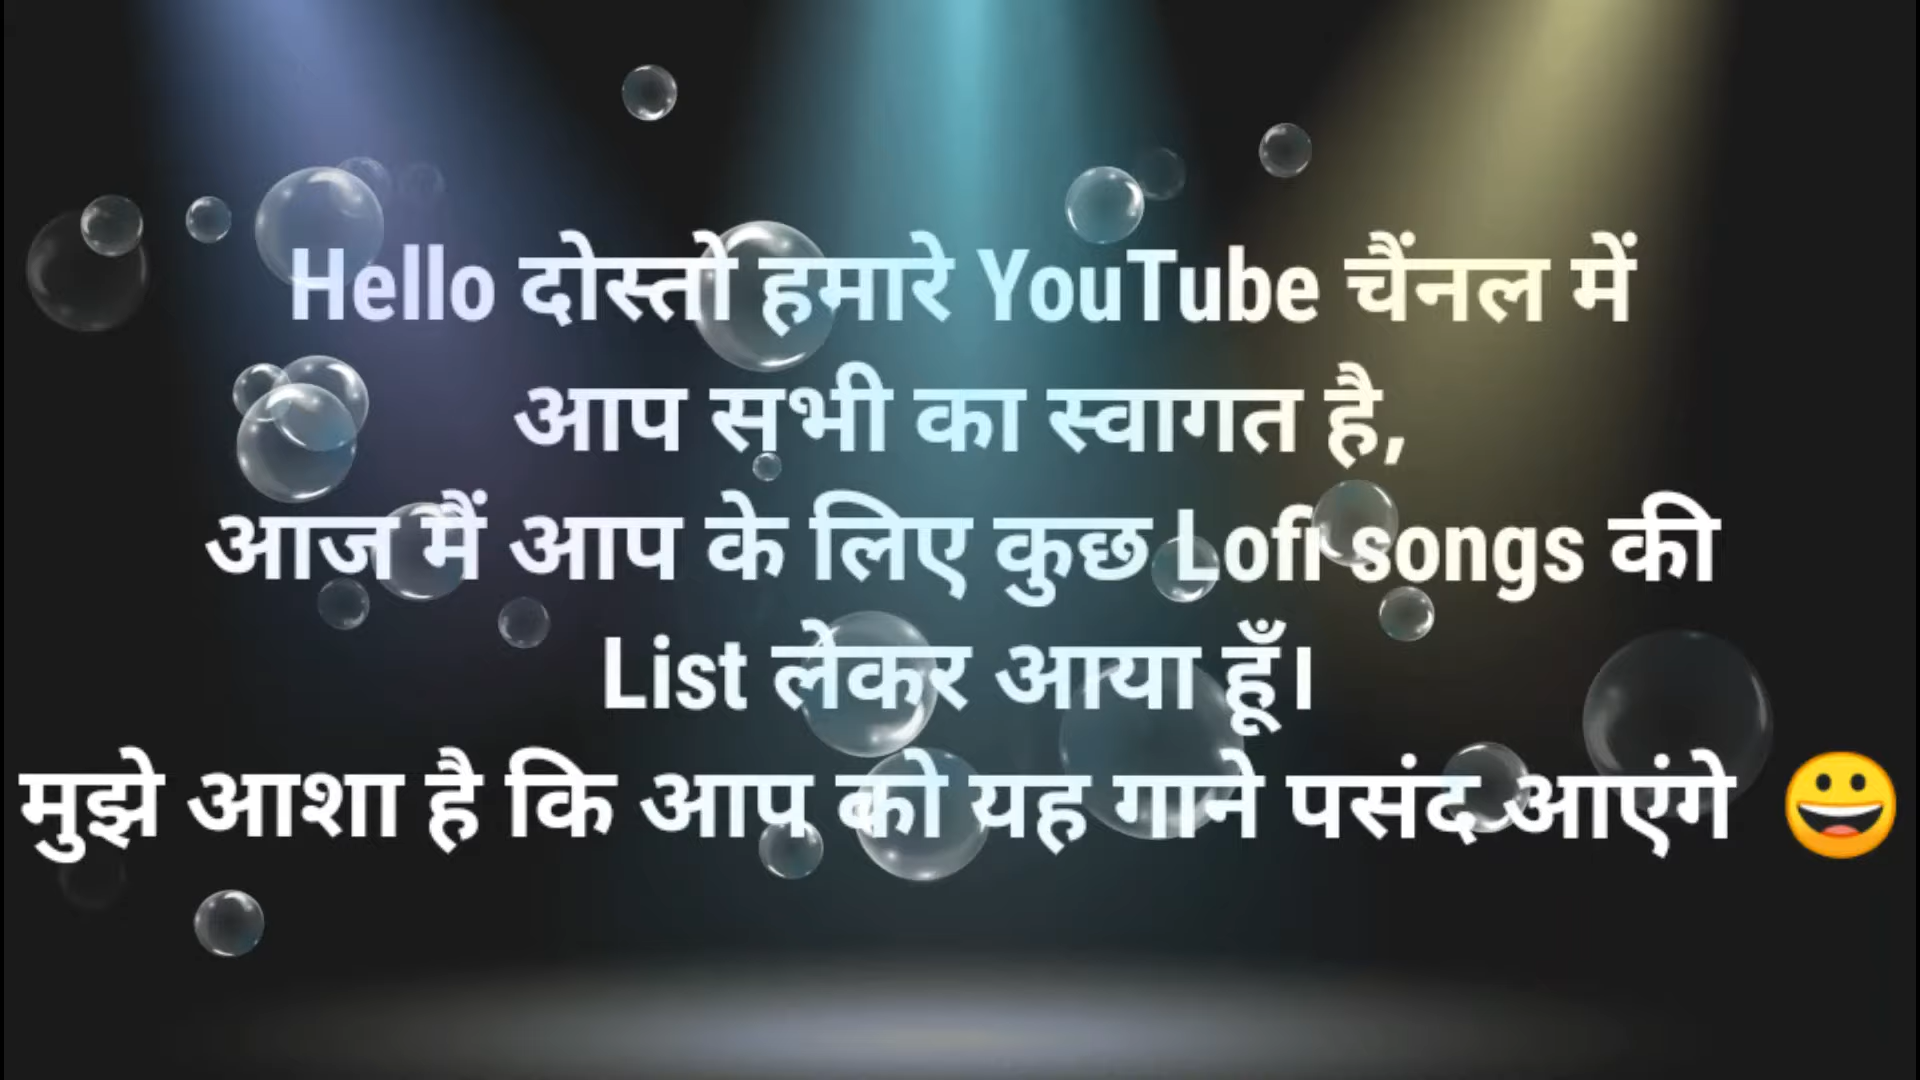 Hello दोस्तो हमारे YouTube चैंनल में
आप सभी का स्वागत है,
आज मैं आप के लिए कुछ Lofi songs की
List लेकर आया हूँ।
मुझे आशा है कि आप को यह गाने पसंद आएंगे 😀